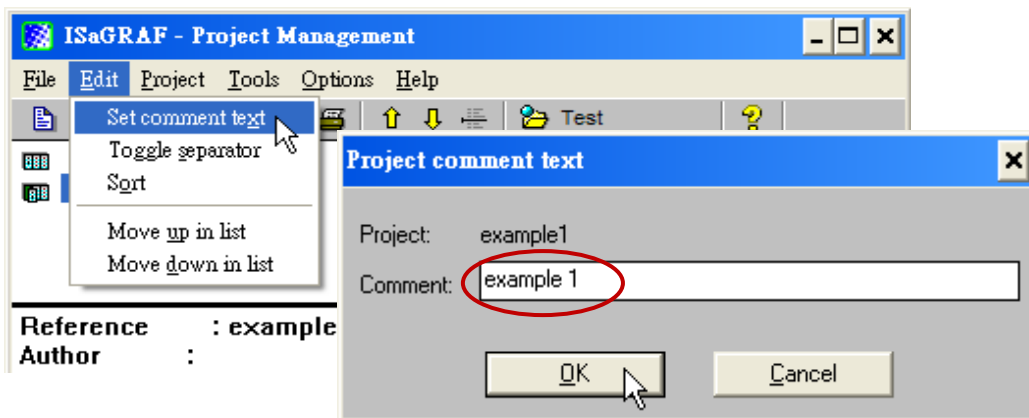 ISaGRAF - Project Management
File Edit Project Tools Options Help
Set comment text
Test
Toggle separator
Sort
Move up in list
Move down in list
Reference : example
Author :
Project comment text
Project: example1
Comment: example 1
OK Cancel